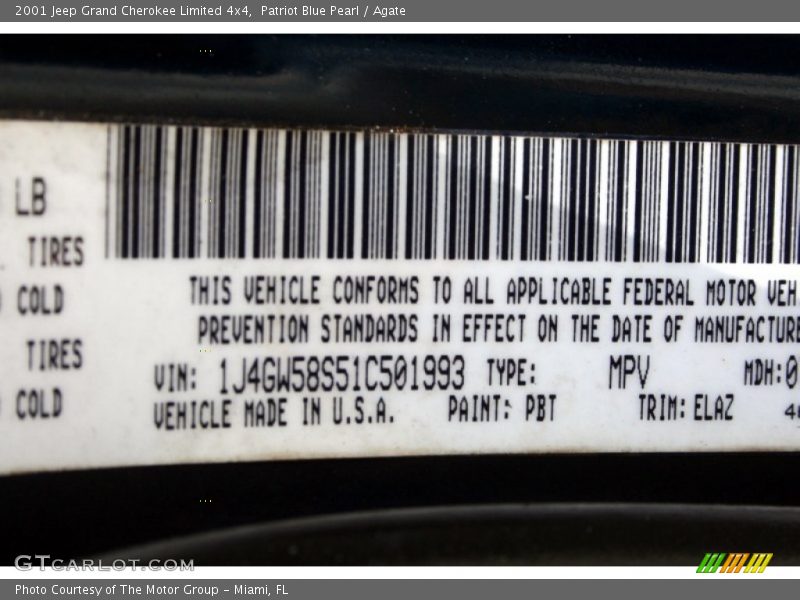 2001 Jeep Grand Cherokee Limited 4x4, Patriot Blue Pearl / Agate
LB
TIRES
COLD
TIRES
COLD
THIS VEHICLE CONFORMS TO ALL APPLICABLE FEDERAL MOTOR VEH
PREVENTION STANDARDS IN EFFECT ON THE DATE OF MANUFACTURE
VIN: 1J4GW58S51C501993 TYPE: MPV MDH:0
VEHICLE MADE IN U.S.A. PAINT: PBT TRIM: ELAZ
GTCARLOT.COM
Photo Courtesy of The Motor Group - Miami, FL